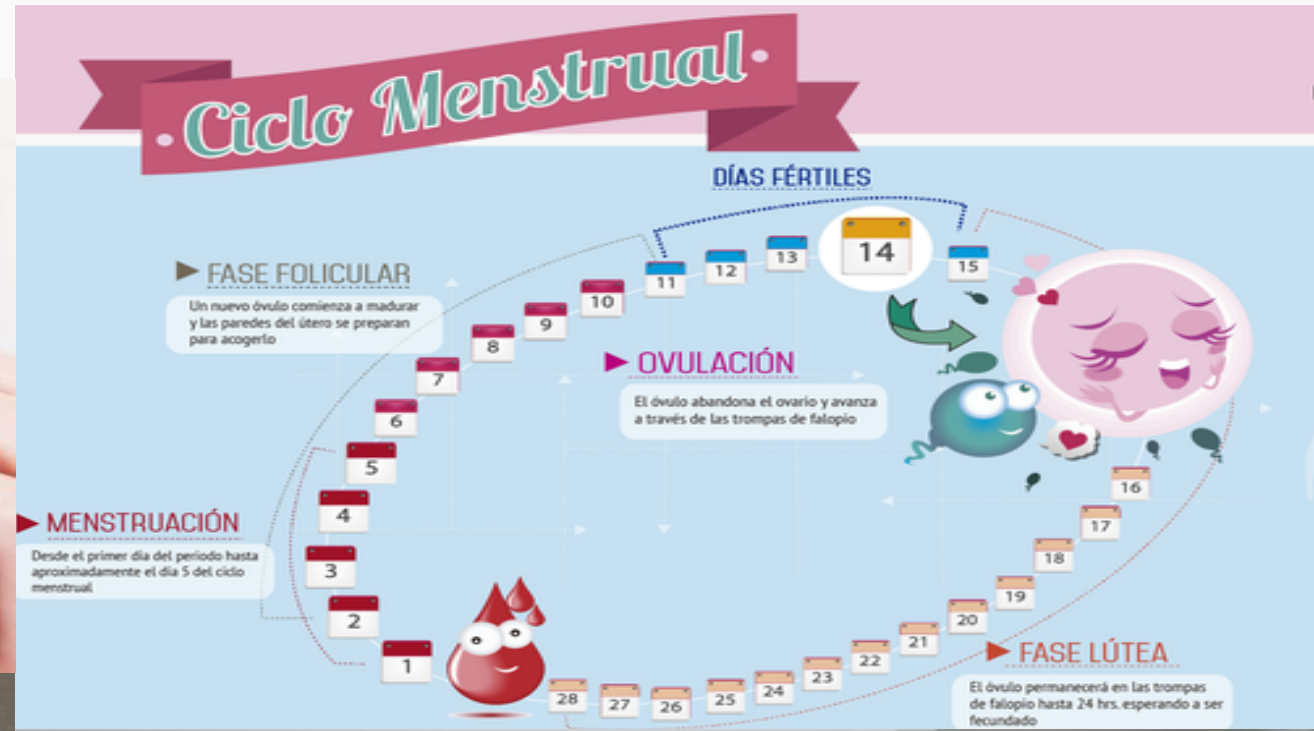 Ciclo Menstrual
DÍAS FÉRTILES
FASE FOLICULAR
Un nuevo óvulo comienza a madurar
y las paredes del útero se preparan
para acogerlo
OVULACIÓN
El óvulo abandona el ovario y avanza
a través de las trompas de falopio
MENSTRUACIÓN
Desde el primer día del periodo hasta
aproximadamente el día 5 del ciclo
menstrual
FASE LÚTEA
El óvulo permanecerá en las trompas
de falopio hasta 24 hrs. esperando a ser
fecundado
1
2
3
4
5
6
7
8
9
10
11
12
13
14
15
16
17
18
19
20
21
22
23
24
25
26
27
28